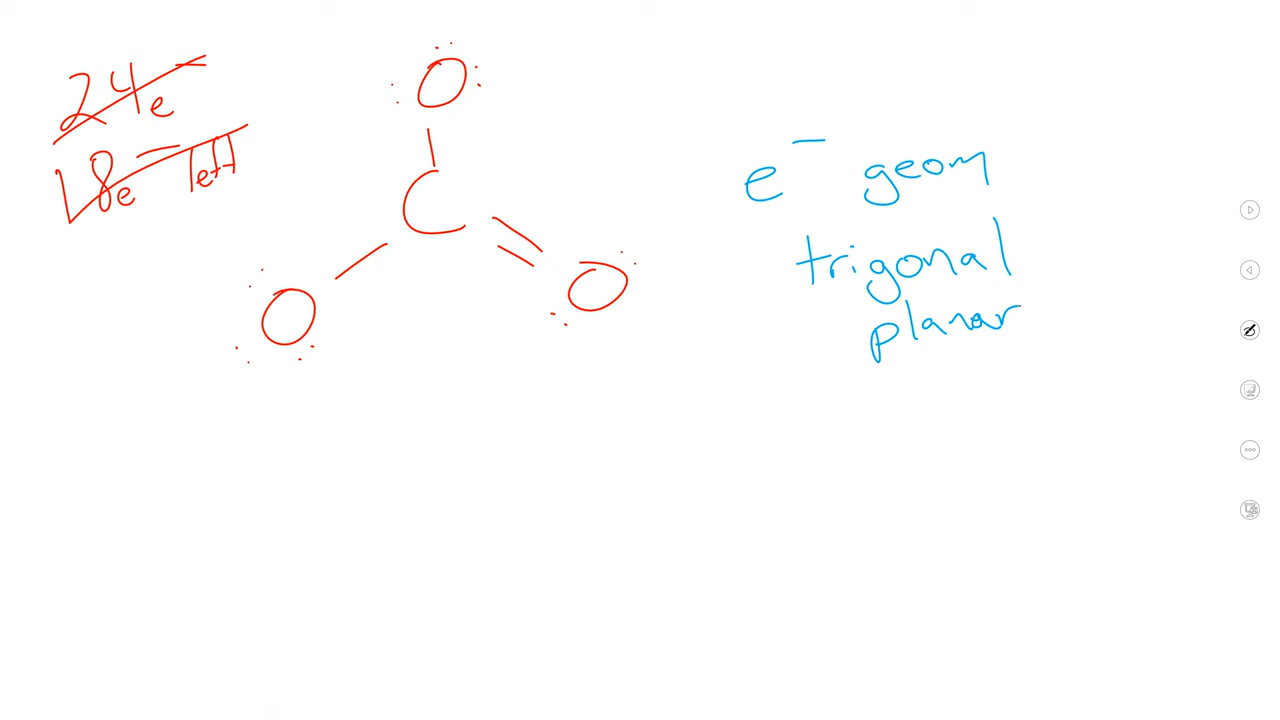 24e⁻
18e⁻ left
O
C
O
O
e⁻ geom
trigonal
planar